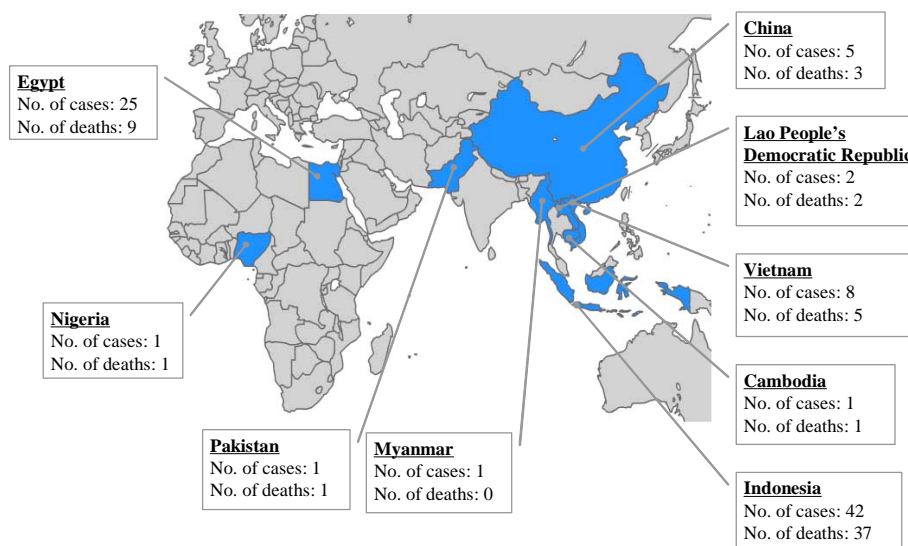 China
No. of cases: 5
No. of deaths: 3
Egypt
No. of cases: 25
No. of deaths: 9
Lao People's
Democratic Republic
No. of cases: 2
No. of deaths: 2
Vietnam
No. of cases: 8
No. of deaths: 5
Nigeria
No. of cases: 1
No. of deaths: 1
Cambodia
No. of cases: 1
No. of deaths: 1
Pakistan
No. of cases: 1
No. of deaths: 1
Myanmar
No. of cases: 1
No. of deaths: 0
Indonesia
No. of cases: 42
No. of deaths: 37